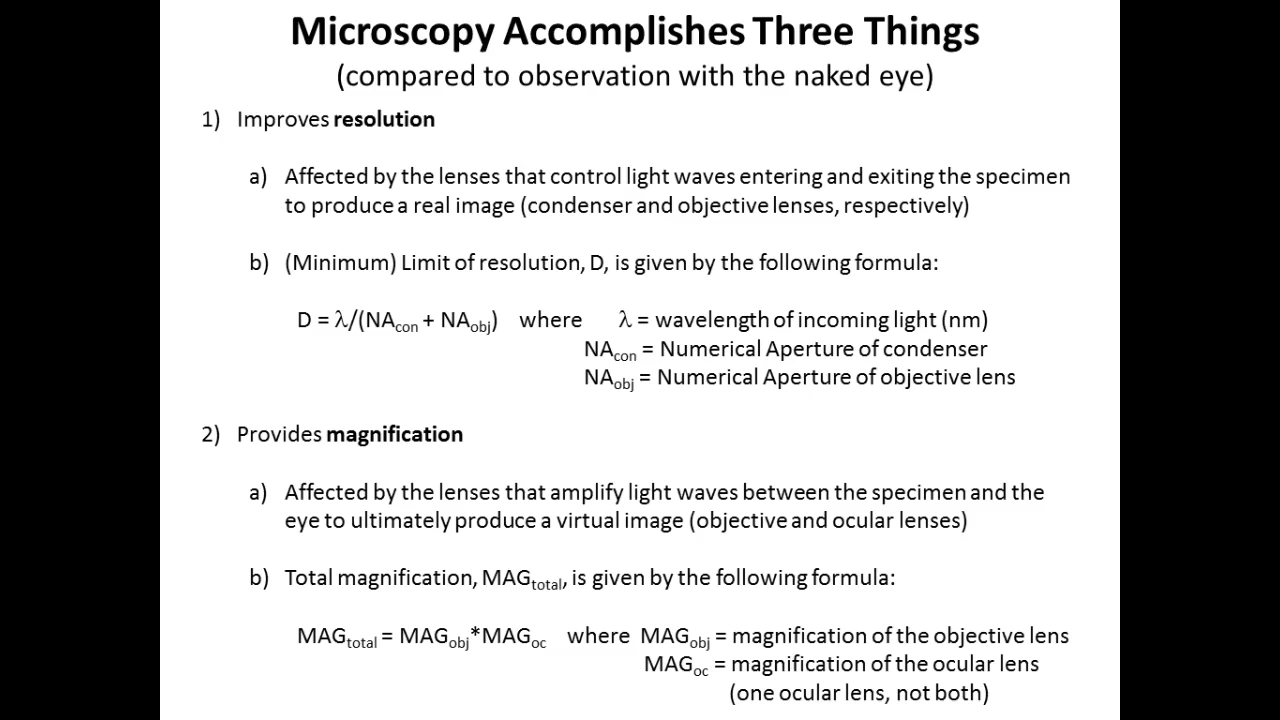 Microscopy Accomplishes Three Things
(compared to observation with the naked eye)
1) Improves resolution
a) Affected by the lenses that control light waves entering and exiting the specimen
to produce a real image (condenser and objective lenses, respectively)
b) (Minimum) Limit of resolution, D, is given by the following formula:
D = λ/(NAcon + NAobj) where λ = wavelength of incoming light (nm)
NAcon = Numerical Aperture of condenser
NAobj = Numerical Aperture of objective lens
2) Provides magnification
a) Affected by the lenses that amplify light waves between the specimen and the
eye to ultimately produce a virtual image (objective and ocular lenses)
b) Total magnification, MAGtotal, is given by the following formula:
MAGtotal = MAGobj*MAGoc where MAGobj = magnification of the objective lens
MAGoc = magnification of the ocular lens
(one ocular lens, not both)